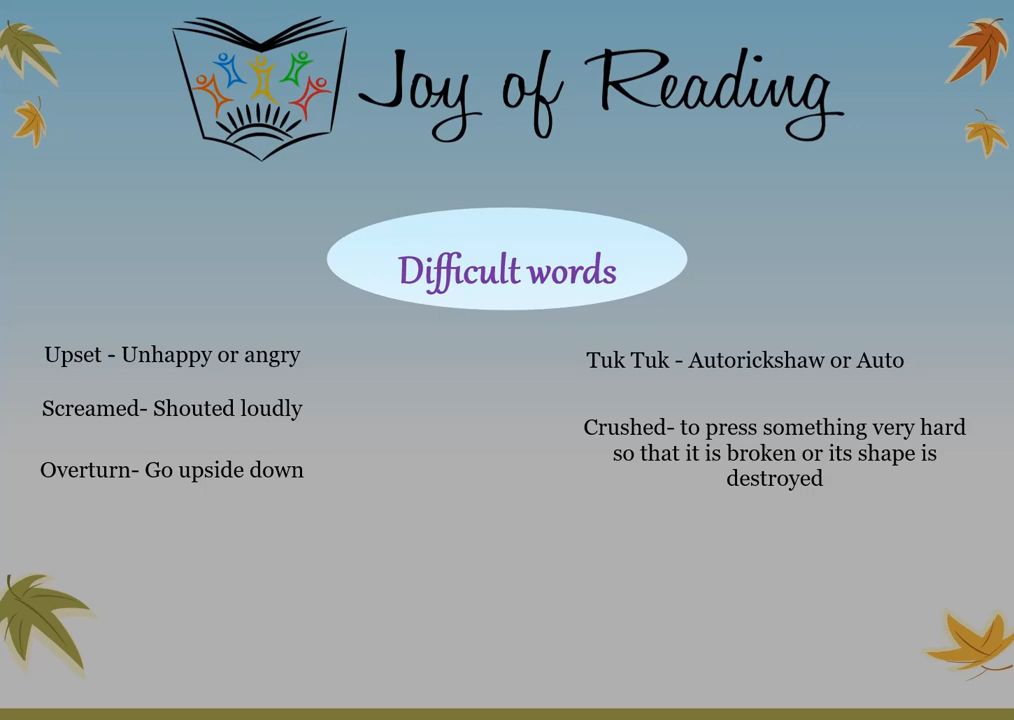 Joy of Reading
Difficult words
Upset - Unhappy or angry
Screamed- Shouted loudly
Overturn- Go upside down
Tuk Tuk - Autorickshaw or Auto
Crushed- to press something very hard
so that it is broken or its shape is
destroyed